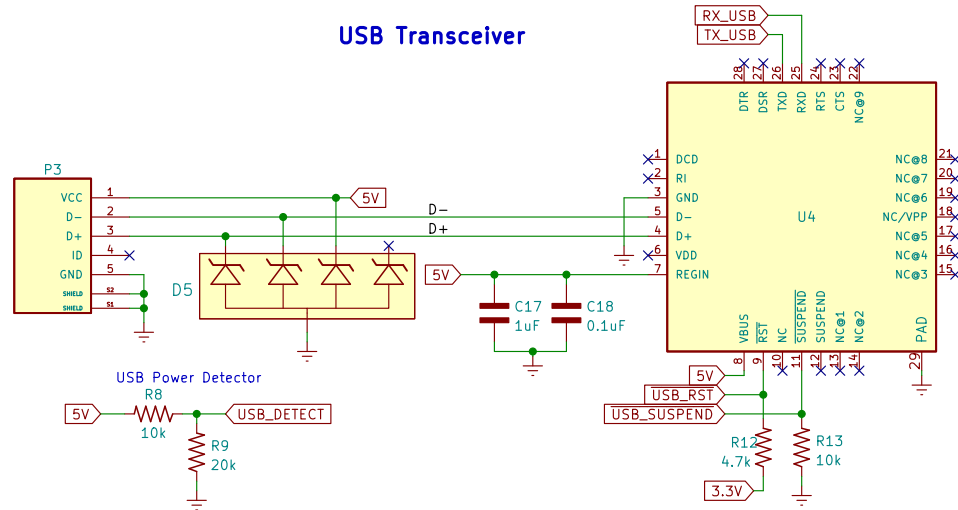 USB Transceiver
RX_USB
TX_USB
28 27 26 25 24 23 22
DTR DSR TXD RXD RTS CTS NC@9
P3
VCC 1
D- 2
D+ 3
ID 4
GND 5
SHIELD S2
SHIELD S1
5V
D-
D+
D5
5V
C17
1uF
C18
0.1uF
1 DCD
2 RI
3 GND
5 D-
4 D+
6 VDD
7 REGIN
U4
NC@8 21
NC@7 20
NC@6 19
NC/VPP 18
NC@5 17
NC@4 16
NC@3 15
VBUS RST NC SUSPEND SUSPEND NC@1 NC@2 PAD
8 9 10 11 12 13 14 29
USB Power Detector
5V
R8
10k
USB_DETECT
R9
20k
5V
USB_RST
USB_SUSPEND
R12
4.7k
R13
10k
3.3V